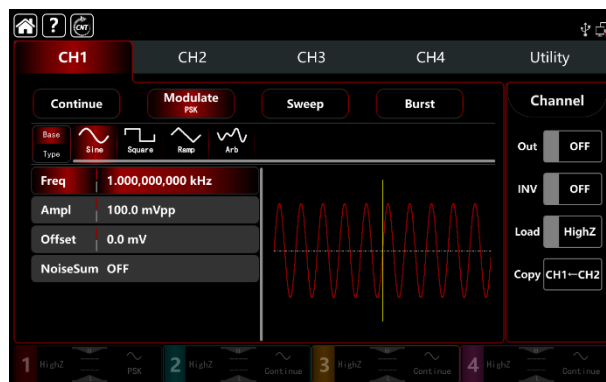 ? CNT
CH1 CH2 CH3 CH4 Utility
Continue Modulate Sweep Burst Channel
PSK
Base
Type Sine Square Ramp Arb
Out OFF
Freq 1.000,000,000 kHz
INV OFF
Ampl 100.0 mVpp
Offset 0.0 mV
Load HighZ
NoiseSum OFF
Copy CH1←CH2
1 HighZ PSK 2 HighZ Continue 3 HighZ Continue 4 HighZ Continue